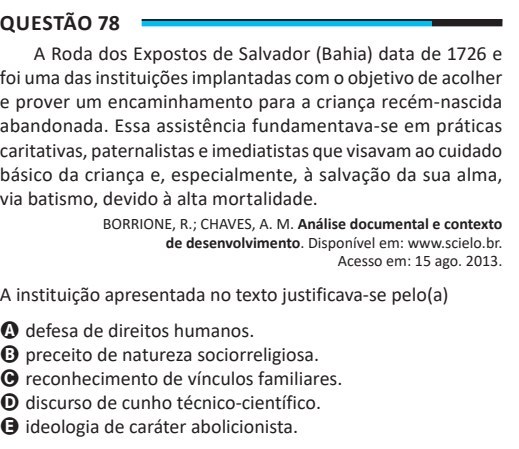 QUESTÃO 78
A Roda dos Expostos de Salvador (Bahia) data de 1726 e
foi uma das instituições implantadas com o objetivo de acolher
e prover um encaminhamento para a criança recém-nascida
abandonada. Essa assistência fundamentava-se em práticas
caritativas, paternalistas e imediatistas que visavam ao cuidado
básico da criança e, especialmente, à salvação da sua alma,
via batismo, devido à alta mortalidade.
BORRIONE, R.; CHAVES, A. M. Análise documental e contexto
de desenvolvimento. Disponível em: www.scielo.br.
Acesso em: 15 ago. 2013.
A instituição apresentada no texto justificava-se pelo(a)
A defesa de direitos humanos.
B preceito de natureza sociorreligiosa.
C reconhecimento de vínculos familiares.
D discurso de cunho técnico-científico.
E ideologia de caráter abolicionista.